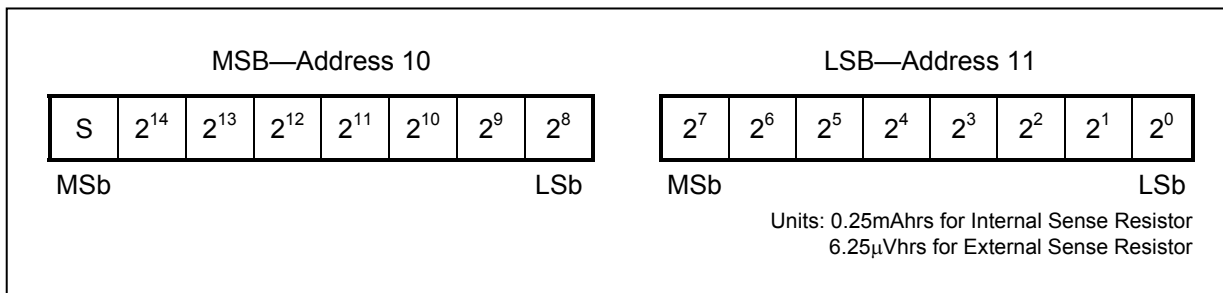 MSB—Address 10
LSB—Address 11
S 2¹⁴ 2¹³ 2¹² 2¹¹ 2¹⁰ 2⁹ 2⁸
2⁷ 2⁶ 2⁵ 2⁴ 2³ 2² 2¹ 2⁰
MSb LSb
MSb LSb
Units: 0.25mAhrs for Internal Sense Resistor
6.25μVhrs for External Sense Resistor